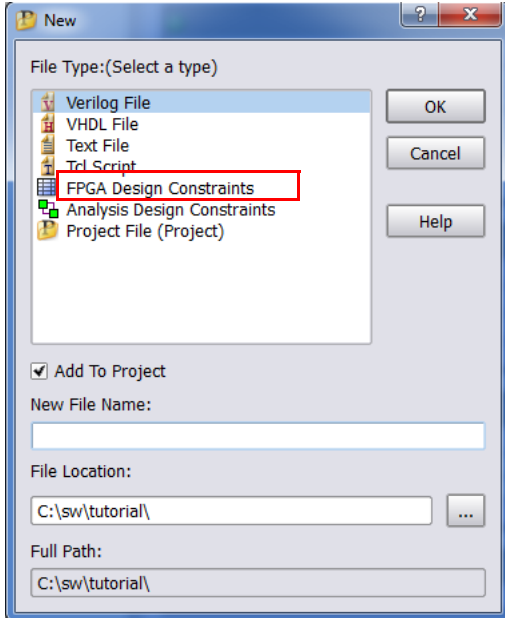 New
?
File Type:(Select a type)
Verilog File
VHDL File
Text File
Tcl Script
FPGA Design Constraints
Analysis Design Constraints
Project File (Project)
OK
Cancel
Help
Add To Project
New File Name:
File Location:
C:\sw\tutorial\
...
Full Path:
C:\sw\tutorial\